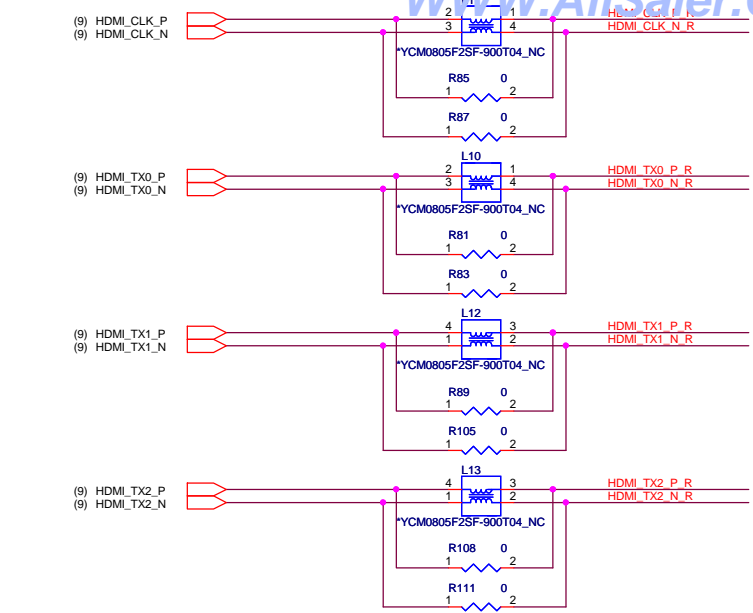 www.AliSaler.
(9) HDMI_CLK_P 2 1
(9) HDMI_CLK_N 3 4 HDMI_CLK_N_R
*YCM0805F2SF-900T04_NC
R85 0
1 2
R87 0
1 2
L10
(9) HDMI_TX0_P 2 1 HDMI_TX0_P_R
(9) HDMI_TX0_N 3 4 HDMI_TX0_N_R
*YCM0805F2SF-900T04_NC
R81 0
1 2
R83 0
1 2
L12
(9) HDMI_TX1_P 4 3 HDMI_TX1_P_R
(9) HDMI_TX1_N 1 2 HDMI_TX1_N_R
*YCM0805F2SF-900T04_NC
R89 0
1 2
R105 0
1 2
L13
(9) HDMI_TX2_P 4 3 HDMI_TX2_P_R
(9) HDMI_TX2_N 1 2 HDMI_TX2_N_R
*YCM0805F2SF-900T04_NC
R108 0
1 2
R111 0
1 2